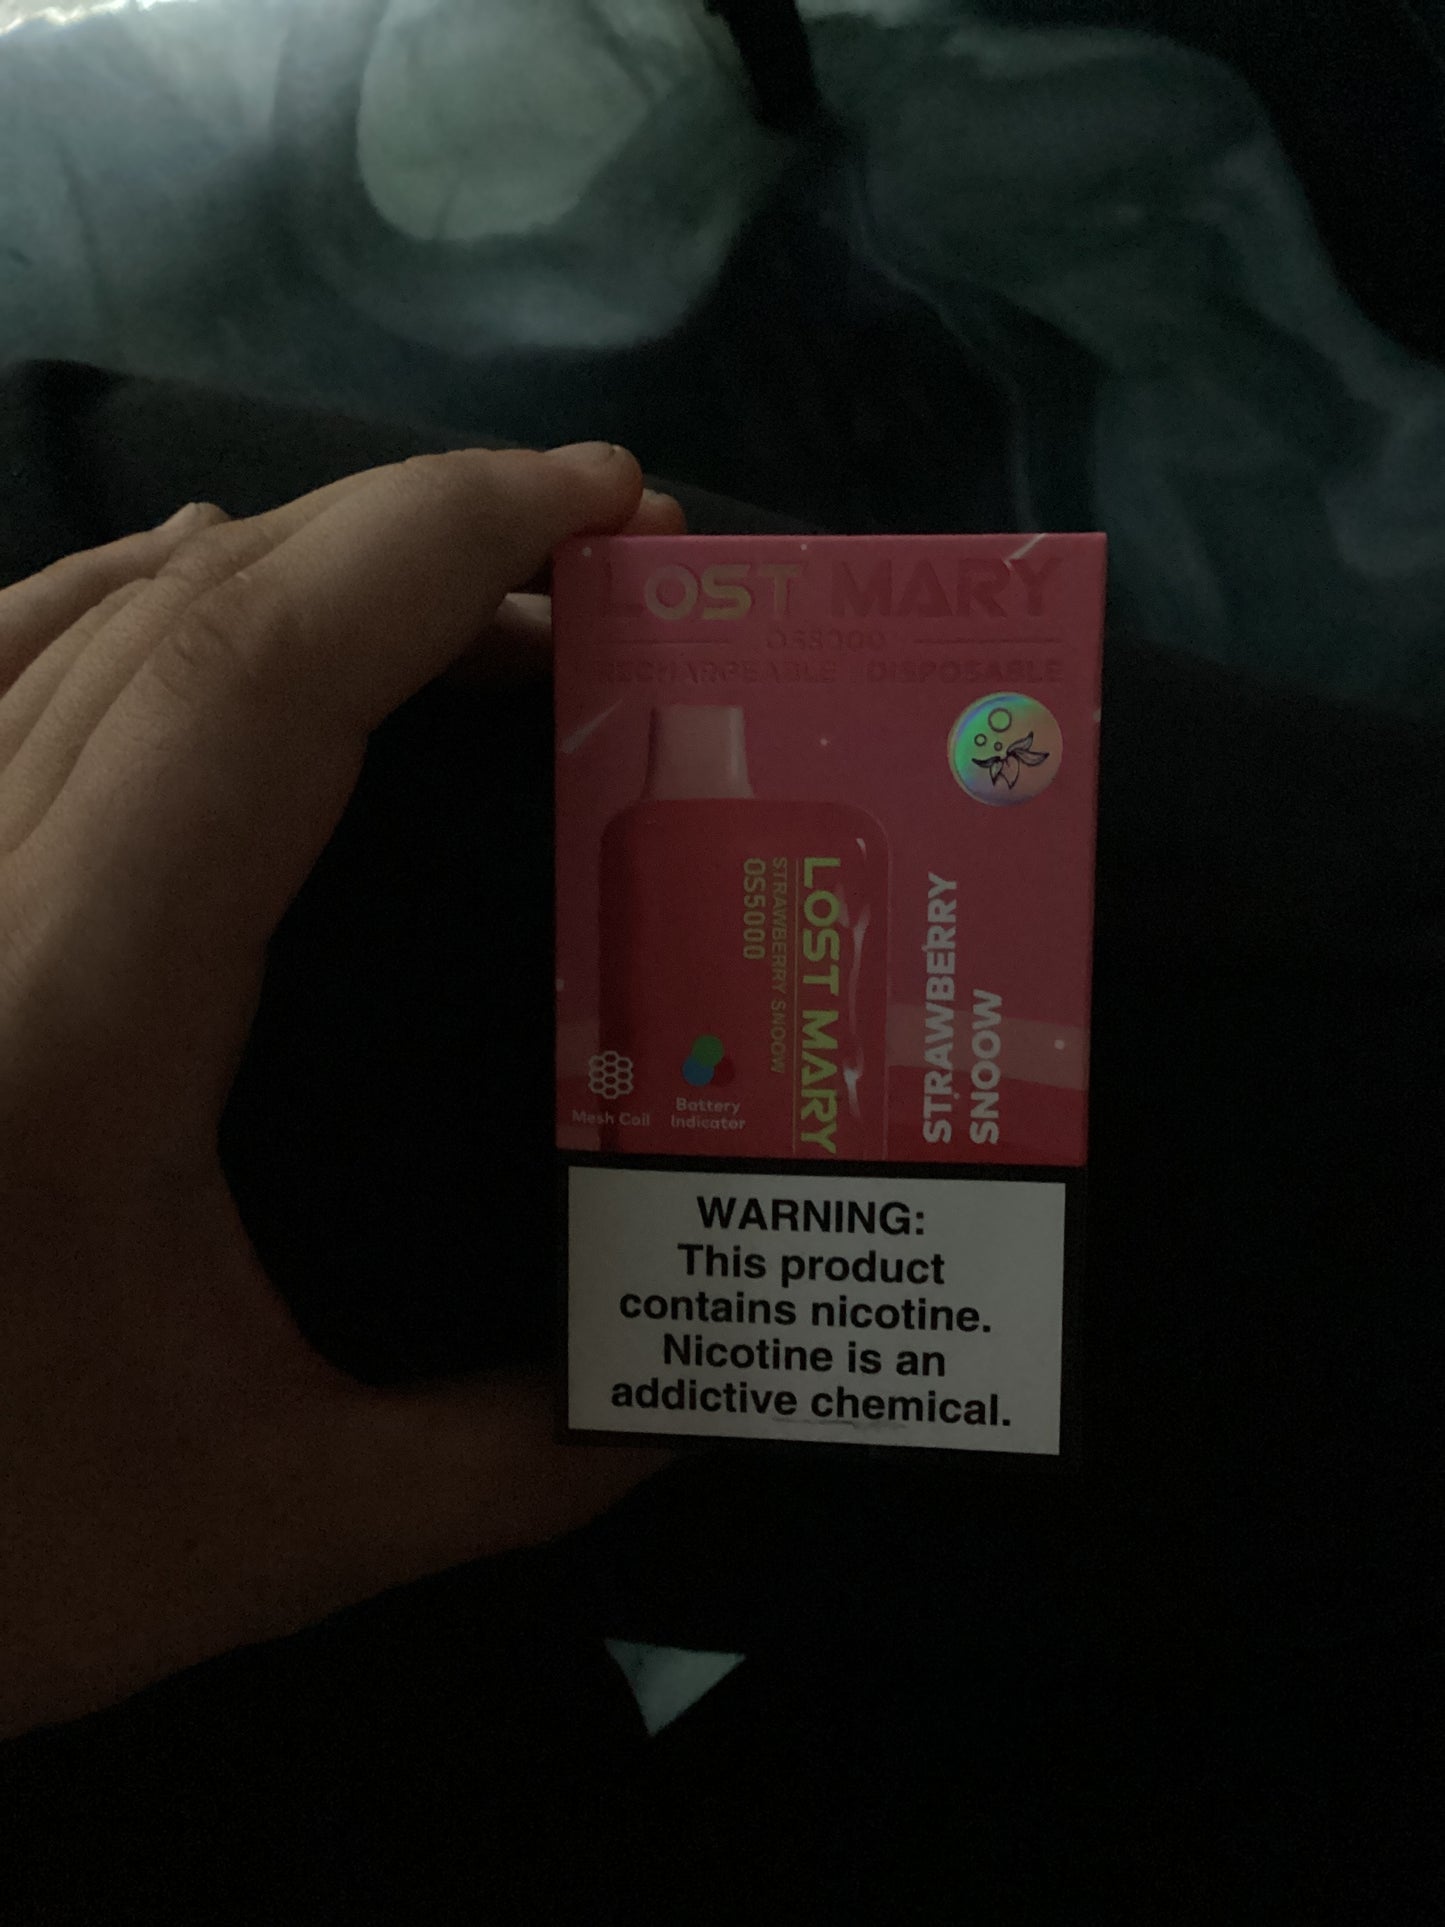 LOST MARY
OS5000
RECHARGEABLE DISPOSABLE
LOST MARY
STRAWBERRY SNOOW
OS5000
STRAWBERRY
SNOOW
Mesh Coil
Battery
Indicator
WARNING:
This product
contains nicotine.
Nicotine is an
addictive chemical.